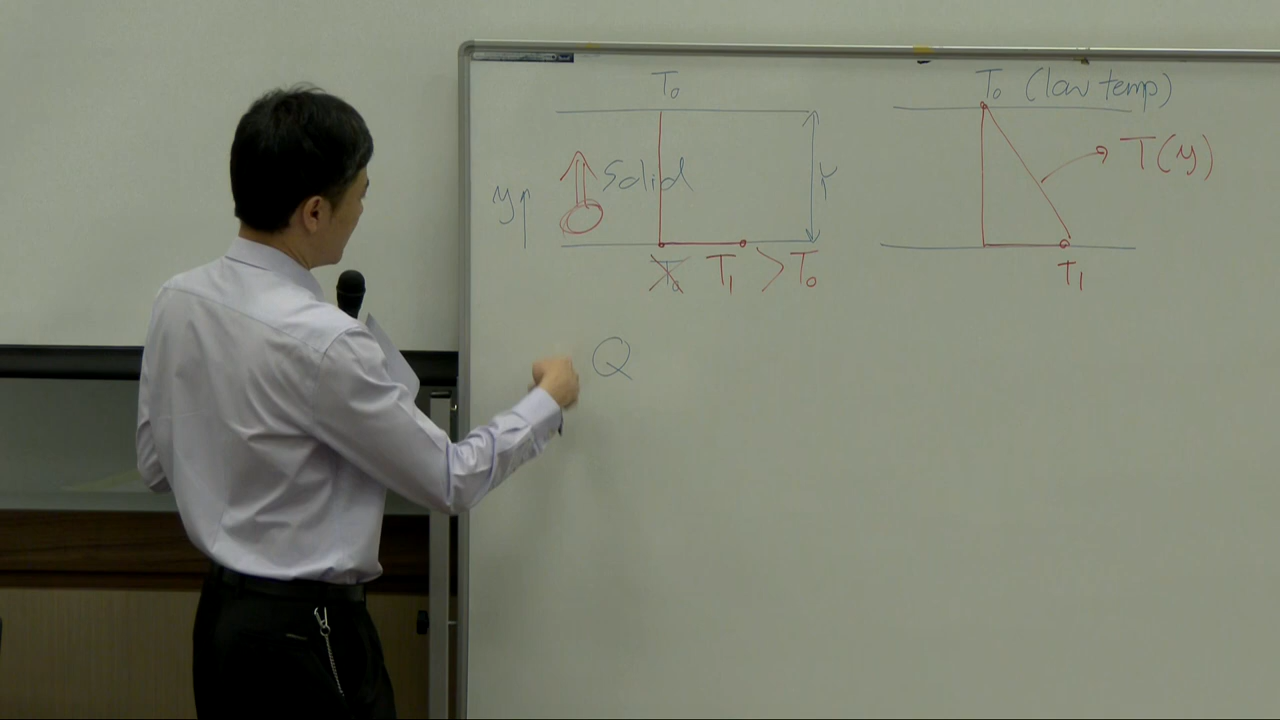 T₀
T₀ (low temp)
y↑ Solid Y
T(y)
T₀ T₁ > T₀
T₁
Q